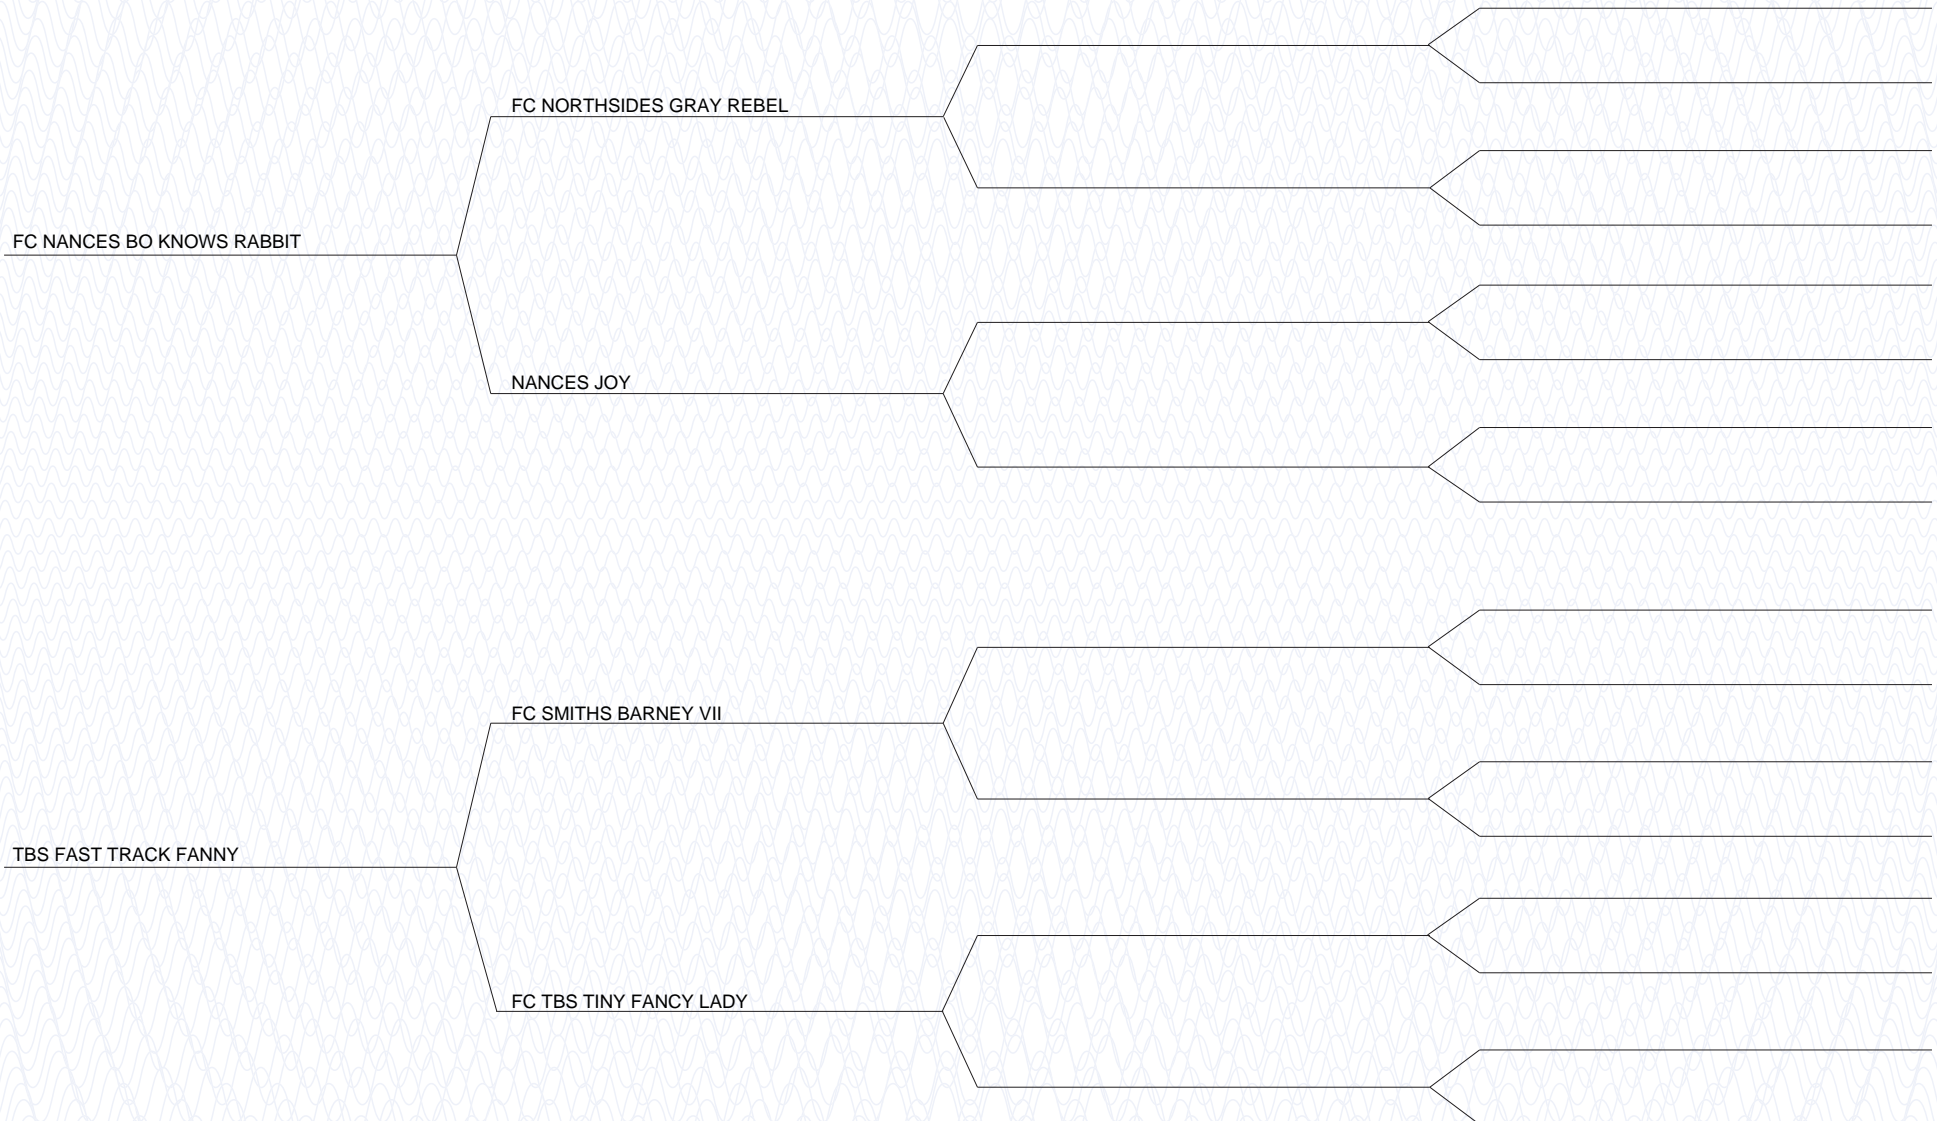 FC NORTHSIDES GRAY REBEL
FC NANCES BO KNOWS RABBIT
NANCES JOY
FC SMITHS BARNEY VII
TBS FAST TRACK FANNY
FC TBS TINY FANCY LADY